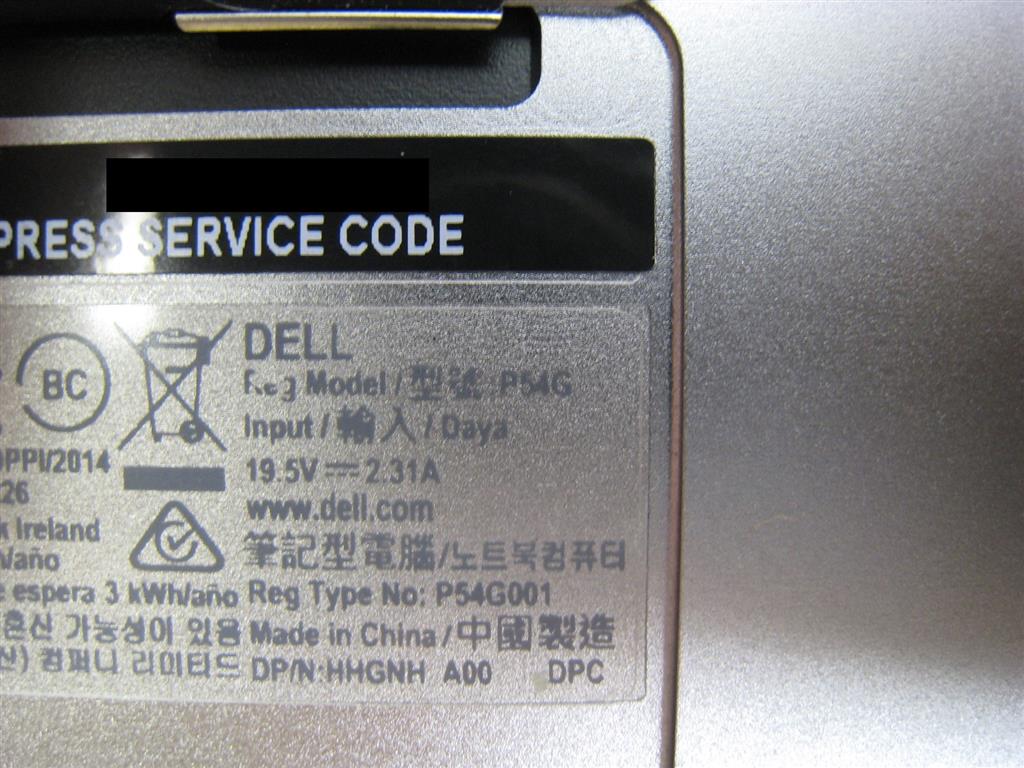 PRESS SERVICE CODE
BC
DELL
Reg Model / 型號: P54G
Input / 輸入 / Daya
PPI/2014
19.5V⎓2.31A
26
www.dell.com
Ireland
/año
筆記型電腦/노트북컴퓨터
espera 3 kWh/año
Reg Type No: P54G001
혼신 가능성이 있음
Made in China / 中國製造
컴퍼니 리미티드
DP/N:HHGNH A00 DPC